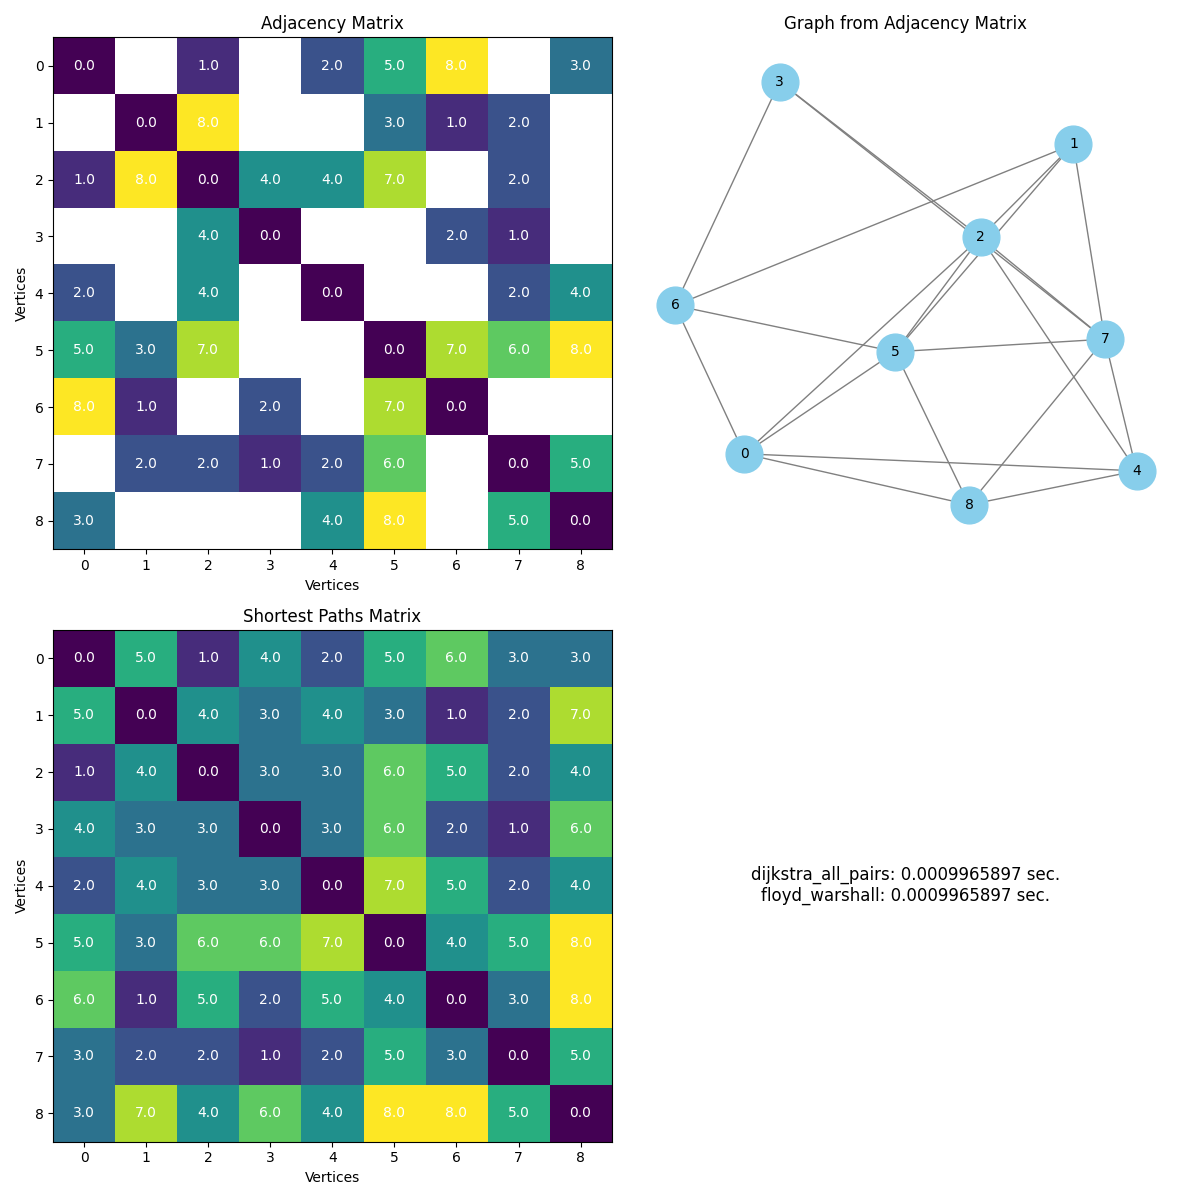 Adjacency Matrix
0 0.0 1.0 2.0 5.0 8.0 3.0
1 0.0 8.0 3.0 1.0 2.0
2 1.0 8.0 0.0 4.0 4.0 7.0 2.0
3 4.0 0.0 2.0 1.0
4 2.0 4.0 0.0 2.0 4.0
5 5.0 3.0 7.0 0.0 7.0 6.0 8.0
6 8.0 1.0 2.0 7.0 0.0
7 2.0 2.0 1.0 2.0 6.0 0.0 5.0
8 3.0 4.0 8.0 5.0 0.0
0 1 2 3 4 5 6 7 8
Vertices
Vertices
Graph from Adjacency Matrix
3
1
2
6
7
5
0
4
8
Shortest Paths Matrix
0 0.0 5.0 1.0 4.0 2.0 5.0 6.0 3.0 3.0
1 5.0 0.0 4.0 3.0 4.0 3.0 1.0 2.0 7.0
2 1.0 4.0 0.0 3.0 3.0 6.0 5.0 2.0 4.0
3 4.0 3.0 3.0 0.0 3.0 6.0 2.0 1.0 6.0
4 2.0 4.0 3.0 3.0 0.0 7.0 5.0 2.0 4.0
5 5.0 3.0 6.0 6.0 7.0 0.0 4.0 5.0 8.0
6 6.0 1.0 5.0 2.0 5.0 4.0 0.0 3.0 8.0
7 3.0 2.0 2.0 1.0 2.0 5.0 3.0 0.0 5.0
8 3.0 7.0 4.0 6.0 4.0 8.0 8.0 5.0 0.0
0 1 2 3 4 5 6 7 8
Vertices
Vertices
dijkstra_all_pairs: 0.0009965897 sec.
floyd_warshall: 0.0009965897 sec.